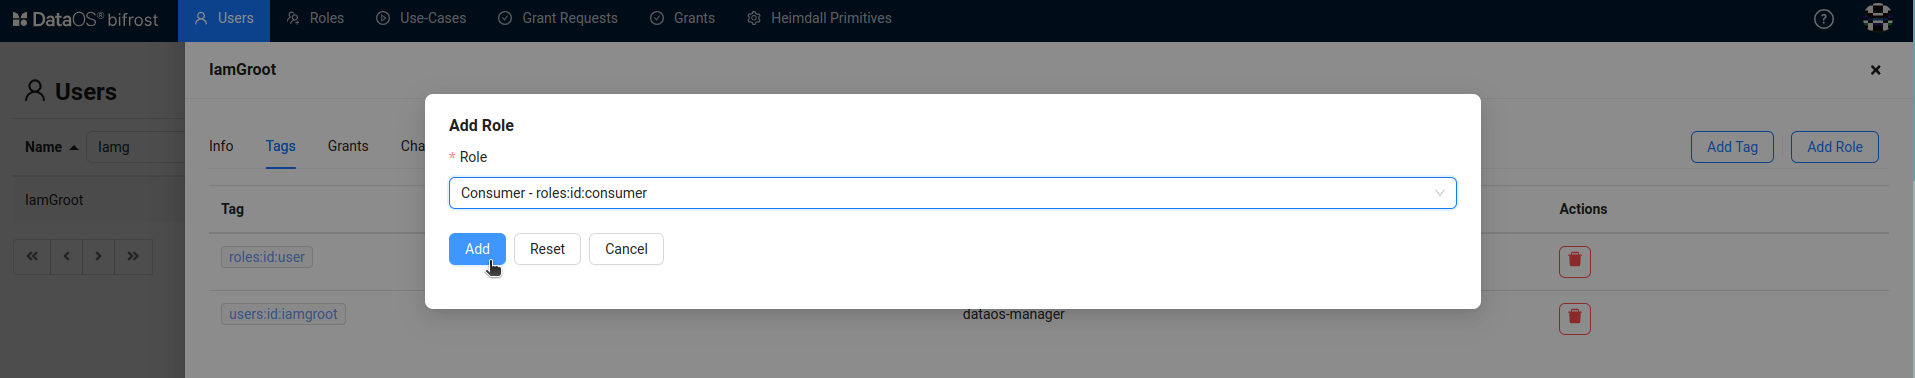 DataOS® bifrost Users Roles Use-Cases Grant Requests Grants Heimdall Primitives
IamGroot
Users
Add Role
Info Tags Grants Cha Add Tag Add Role
Name Iamg
* Role
Consumer - roles:id:consumer
IamGroot
Tag Actions
Add Reset Cancel
roles:id:user
users:id:iamgroot dataos-manager